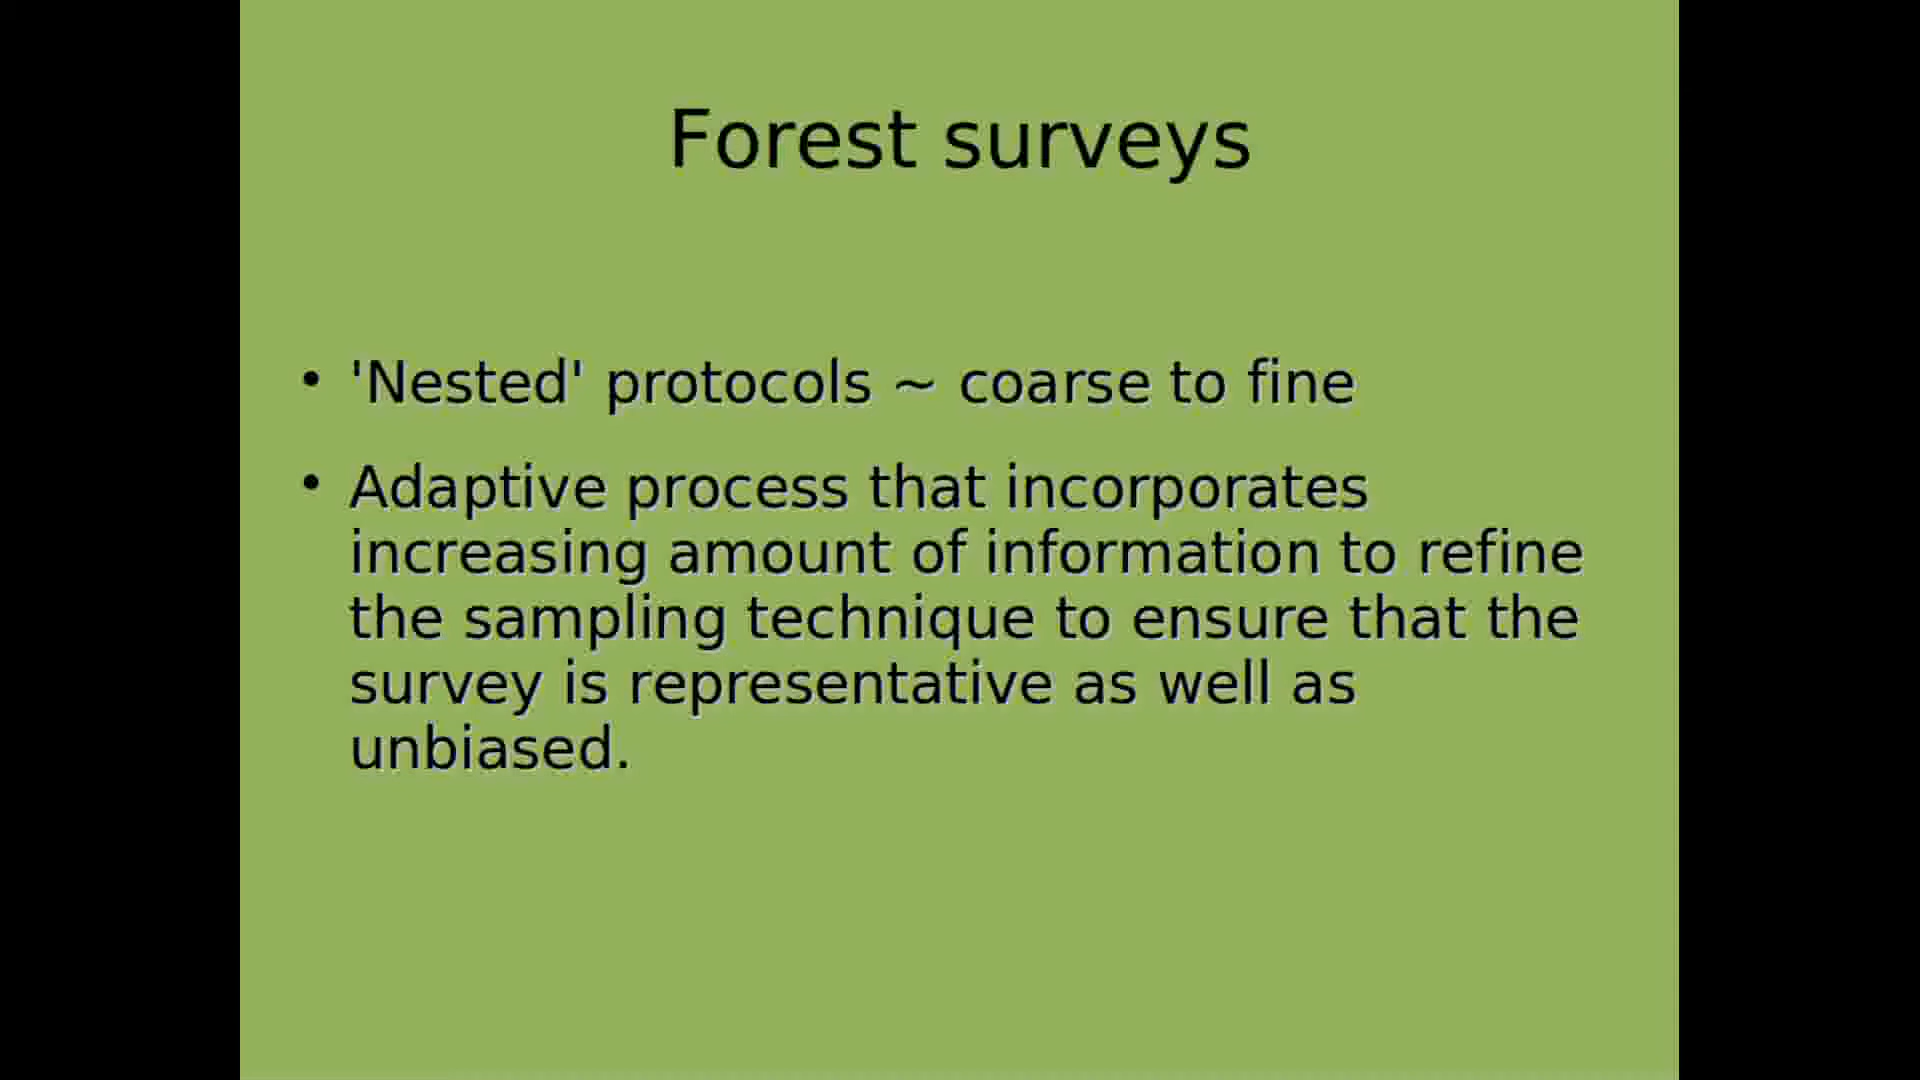 Forest surveys
• 'Nested' protocols ~ coarse to fine
• Adaptive process that incorporates
increasing amount of information to refine
the sampling technique to ensure that the
survey is representative as well as
unbiased.